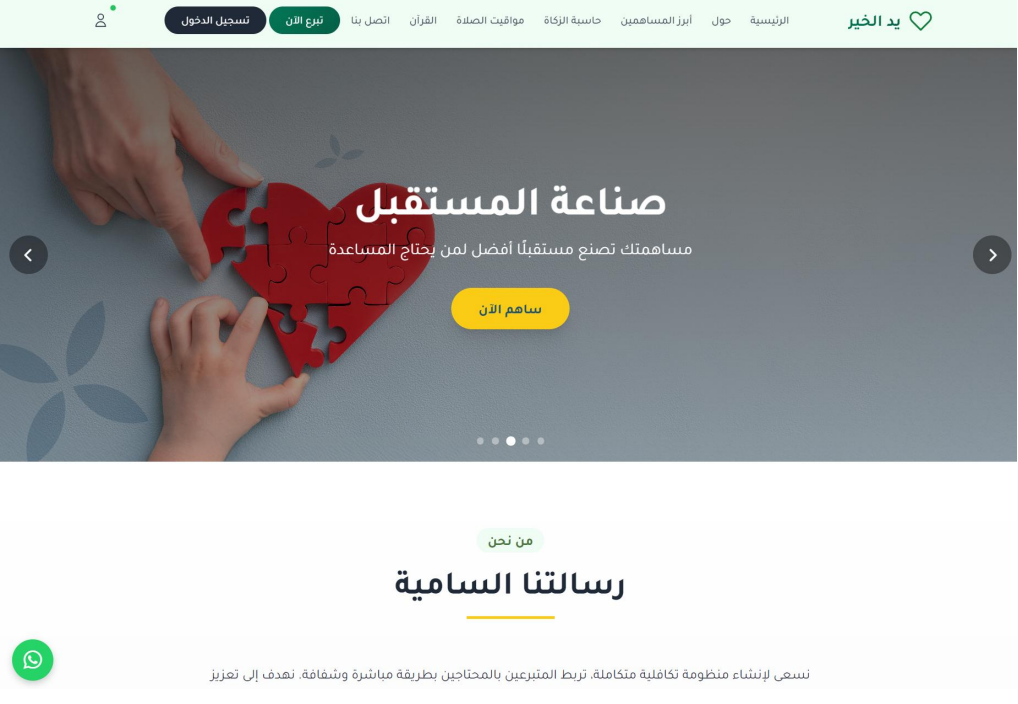 يد الخير
الرئيسية
حول
أبرز المساهمين
حاسبة الزكاة
مواقيت الصلاة
القرآن
اتصل بنا
تبرع الآن
تسجيل الدخول
صناعة المستقبل
مساهمتك تصنع مستقبلًا أفضل لمن يحتاج المساعدة
ساهم الآن
من نحن
رسالتنا السامية
نسعى لإنشاء منظومة تكافلية متكاملة، تربط المتبرعين بالمحتاجين بطريقة مباشرة وشفافة. نهدف إلى تعزيز